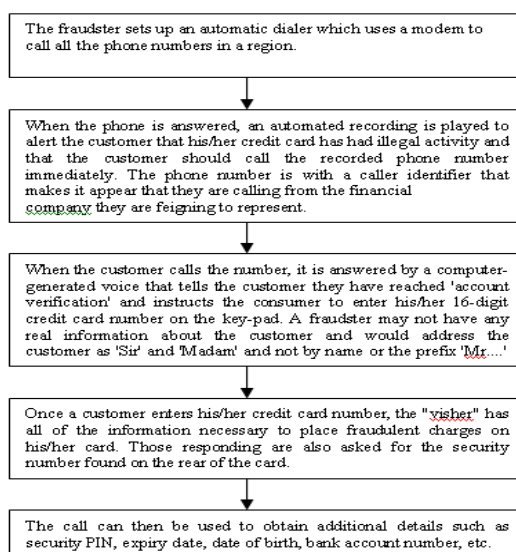 The fraudster sets up an automatic dialer which uses a modem to
call all the phone numbers in a region.
When the phone is answered, an automated recording is played to
alert the customer that his/her credit card has had illegal activity and
that the customer should call the recorded phone number
immediately. The phone number is with a caller identifier that
makes it appear that they are calling from the financial
company they are feigning to represent.
When the customer calls the number, it is answered by a computer-
generated voice that tells the customer they have reached 'account
verification' and instructs the consumer to enter his/her 16-digit
credit card number on the key-pad. A fraudster may not have any
real information about the customer and would address the
customer as 'Sir' and 'Madam' and not by name or the prefix 'Mr....'
Once a customer enters his/her credit card number, the "visher" has
all of the information necessary to place fraudulent charges on
his/her card. Those responding are also asked for the security
number found on the rear of the card.
The call can then be used to obtain additional details such as
security PIN, expiry date, date of birth, bank account number, etc.